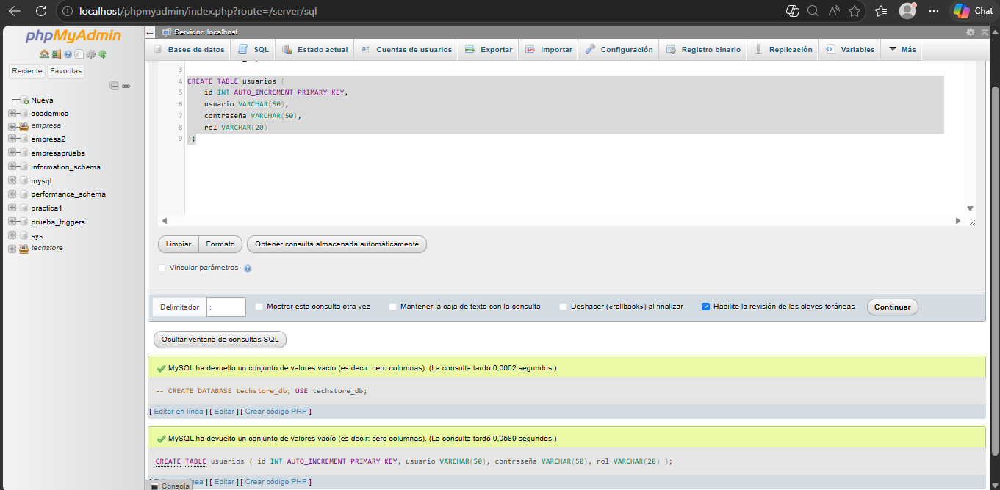 localhost/phpmyadmin/index.php?route=/server/sql
Chat
phpMyAdmin
Reciente
Favoritas
Nueva
academico
empresa
empresa2
empresaprueba
information_schema
mysql
performance_schema
practica1
prueba_triggers
sys
techstore
Servidor: localhost
Bases de datos
SQL
Estado actual
Cuentas de usuarios
Exportar
Importar
Configuración
Registro binario
Replicación
Variables
Más
3
4 CREATE TABLE usuarios (
5 id INT AUTO_INCREMENT PRIMARY KEY,
6 usuario VARCHAR(50),
7 contraseña VARCHAR(50),
8 rol VARCHAR(20)
9 );
Limpiar
Formato
Obtener consulta almacenada automáticamente
Vincular parámetros
Delimitador ;
Mostrar esta consulta otra vez
Mantener la caja de texto con la consulta
Deshacer («rollback») al finalizar
Habilite la revisión de las claves foráneas
Continuar
Ocultar ventana de consultas SQL
MySQL ha devuelto un conjunto de valores vacío (es decir: cero columnas). (La consulta tardó 0,0002 segundos.)
-- CREATE DATABASE techstore_db; USE techstore_db;
[ Editar en línea ] [ Editar ] [ Crear código PHP ]
MySQL ha devuelto un conjunto de valores vacío (es decir: cero columnas). (La consulta tardó 0,0589 segundos.)
CREATE TABLE usuarios ( id INT AUTO_INCREMENT PRIMARY KEY, usuario VARCHAR(50), contraseña VARCHAR(50), rol VARCHAR(20) );
Consola
nea ] [ Editar ] [ Crear código PHP ]